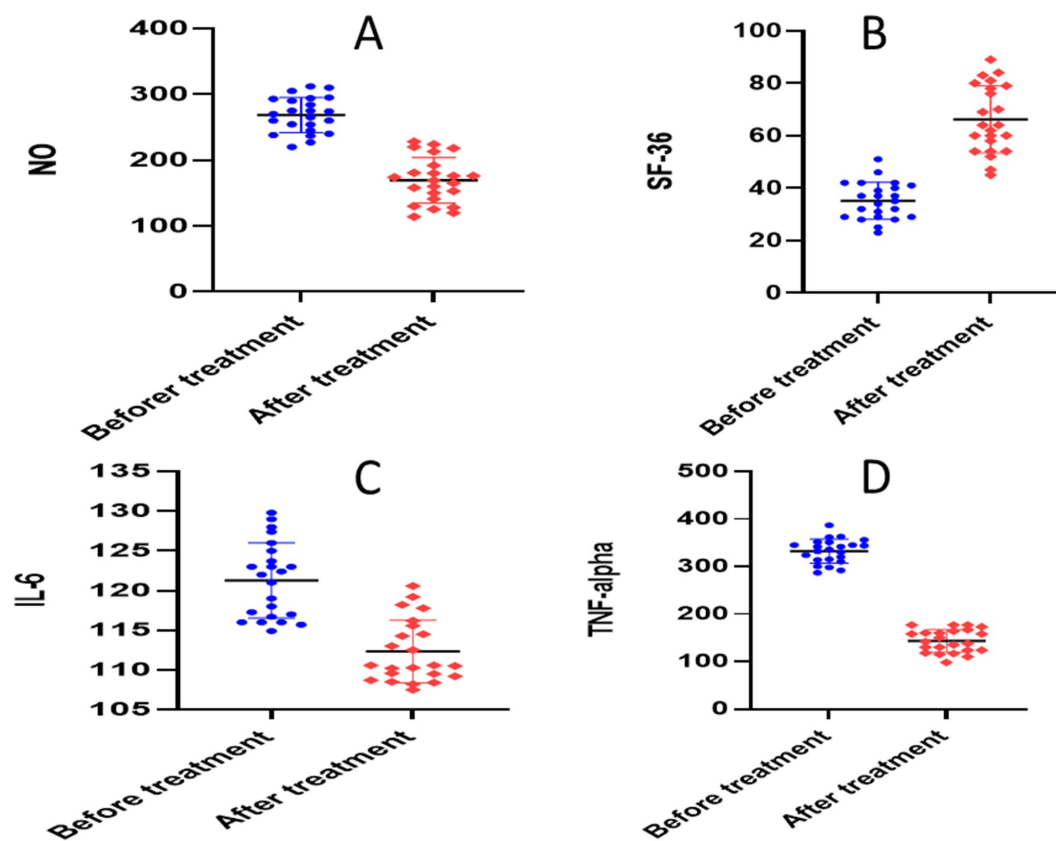 A
400
300
200
100
0
NO
Beforer treatment
After treatment
B
100
80
60
40
20
0
SF-36
Before treatment
After treatment
C
135
130
125
120
115
110
105
IL-6
Before treatment
After treatment
D
500
400
300
200
100
0
TNF-alpha
Before treatment
After treatment